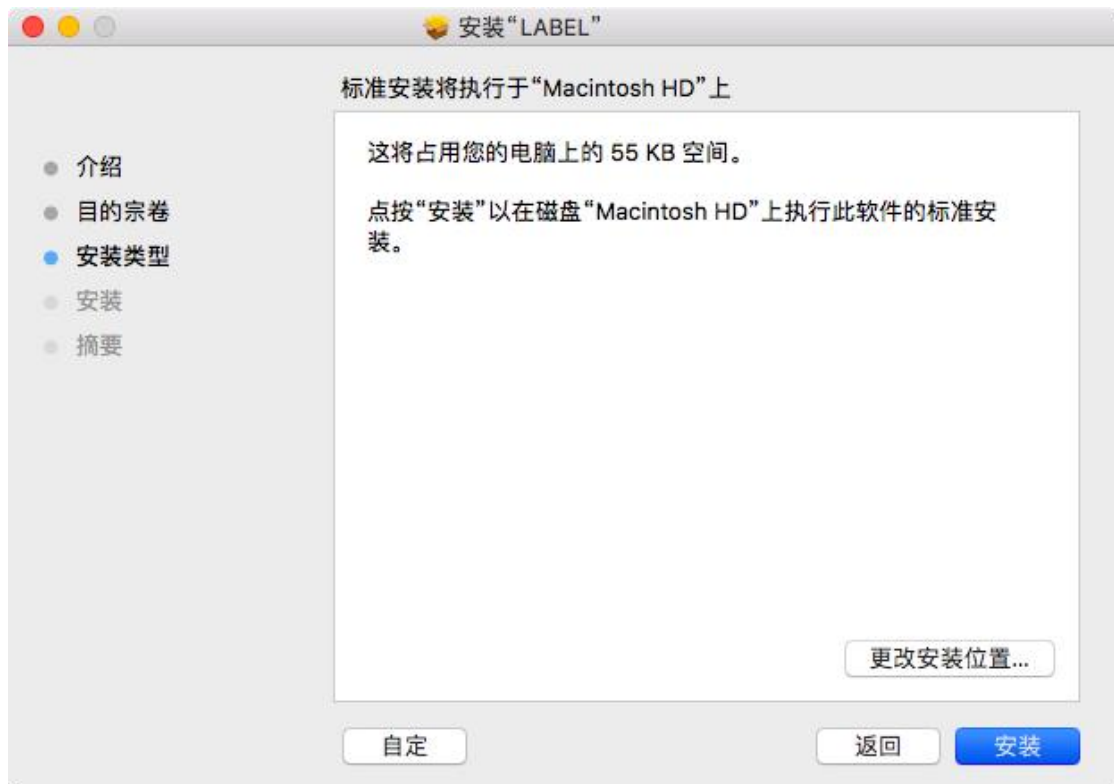 安装“LABEL”
标准安装将执行于“Macintosh HD”上
介绍
目的宗卷
安装类型
安装
摘要
这将占用您的电脑上的 55 KB 空间。
点按“安装”以在磁盘“Macintosh HD”上执行此软件的标准安
装。
更改安装位置...
自定
返回
安装